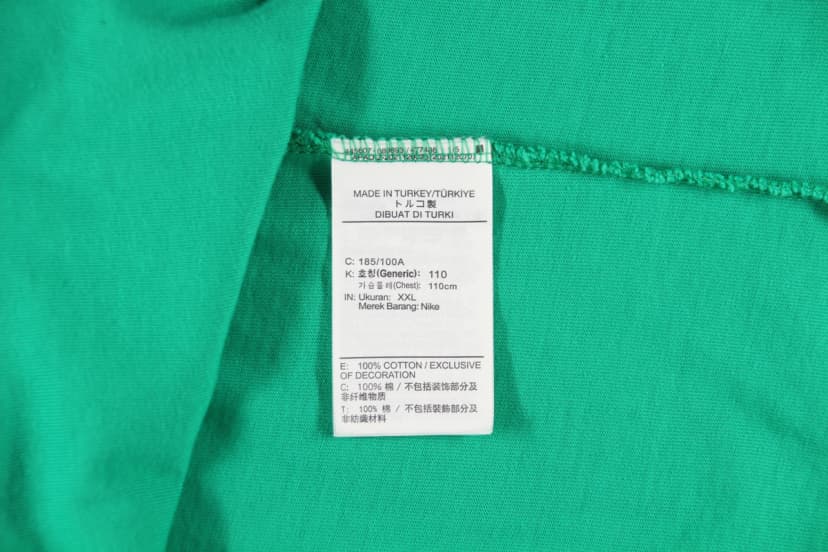 MADE IN TURKEY/TÜRKİYE
トルコ製
DIBUAT DI TURKI
C: 185/100A
K: 호칭(Generic): 110
가슴둘레(Chest): 110cm
IN: Ukuran: XXL
Merek Barang: Nike
E: 100% COTTON / EXCLUSIVE
OF DECORATION
C: 100% 棉 / 不包括装饰部分及
非纤维物质
T: 100% 棉 / 不包括裝飾部分及
非紡織材料